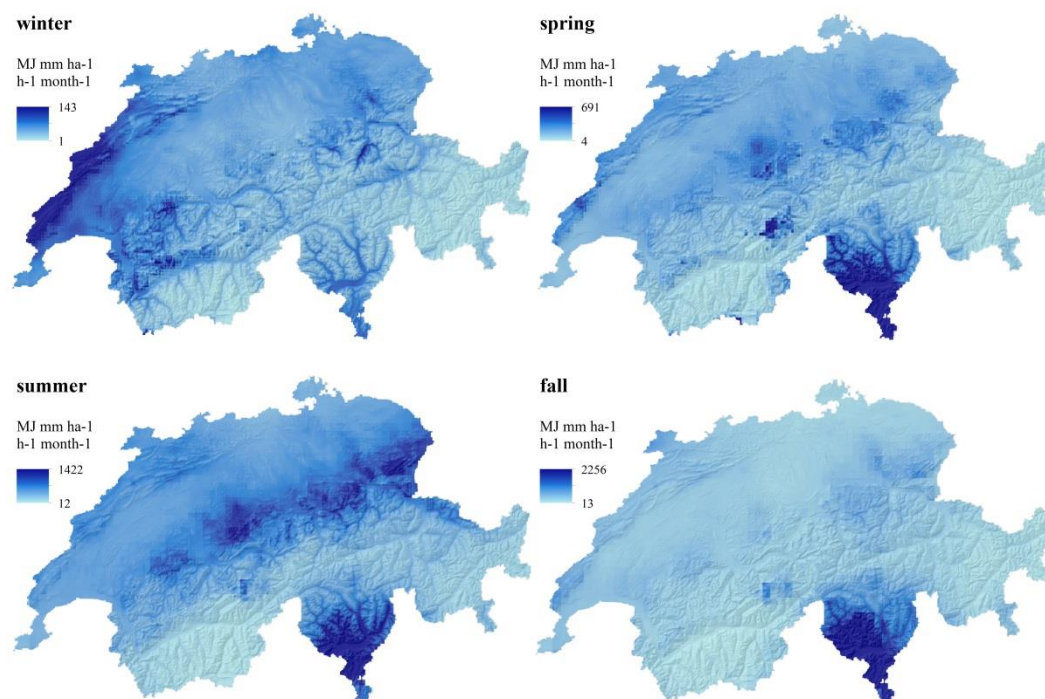 winter
MJ mm ha-1
h-1 month-1
143
1
spring
MJ mm ha-1
h-1 month-1
691
4
summer
MJ mm ha-1
h-1 month-1
1422
12
fall
MJ mm ha-1
h-1 month-1
2256
13